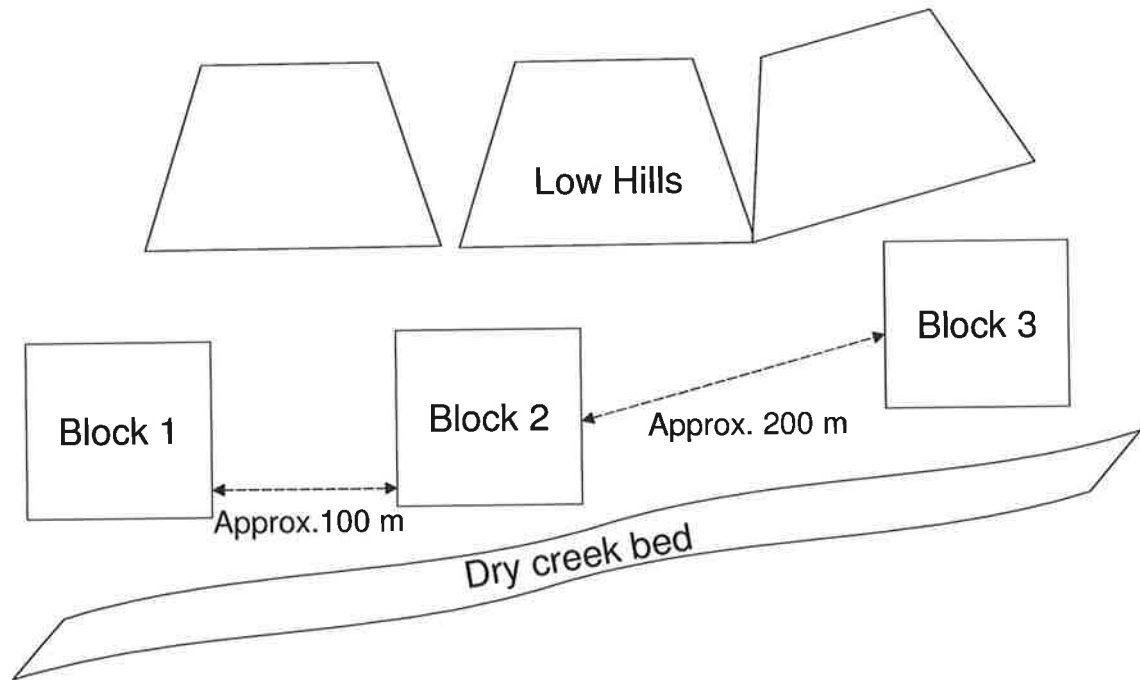 Low Hills
Block 3
Block 1
Block 2
Approx. 200 m
Approx.100 m
Dry creek bed